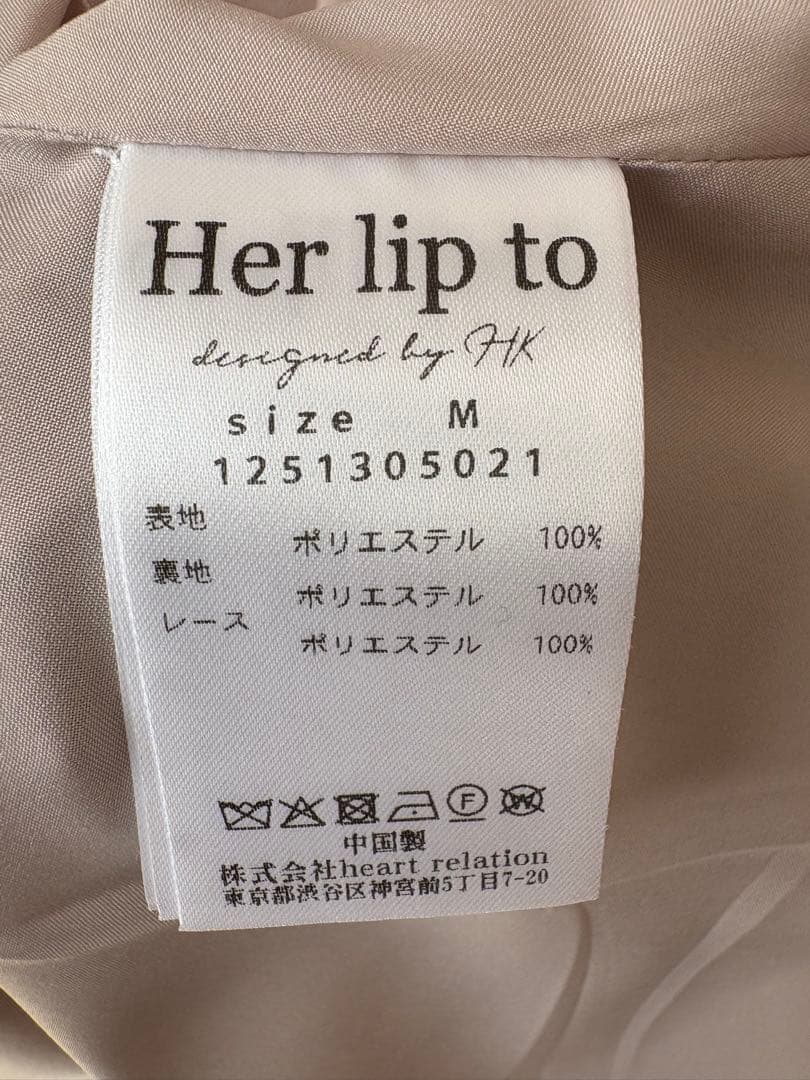 Her lip to
designed by HK
size M
1251305021
表地
ポリエステル 100%
裏地
ポリエステル 100%
レース
ポリエステル 100%
F W
中国製
株式会社heart relation
東京都渋谷区神宮前5丁目7-20